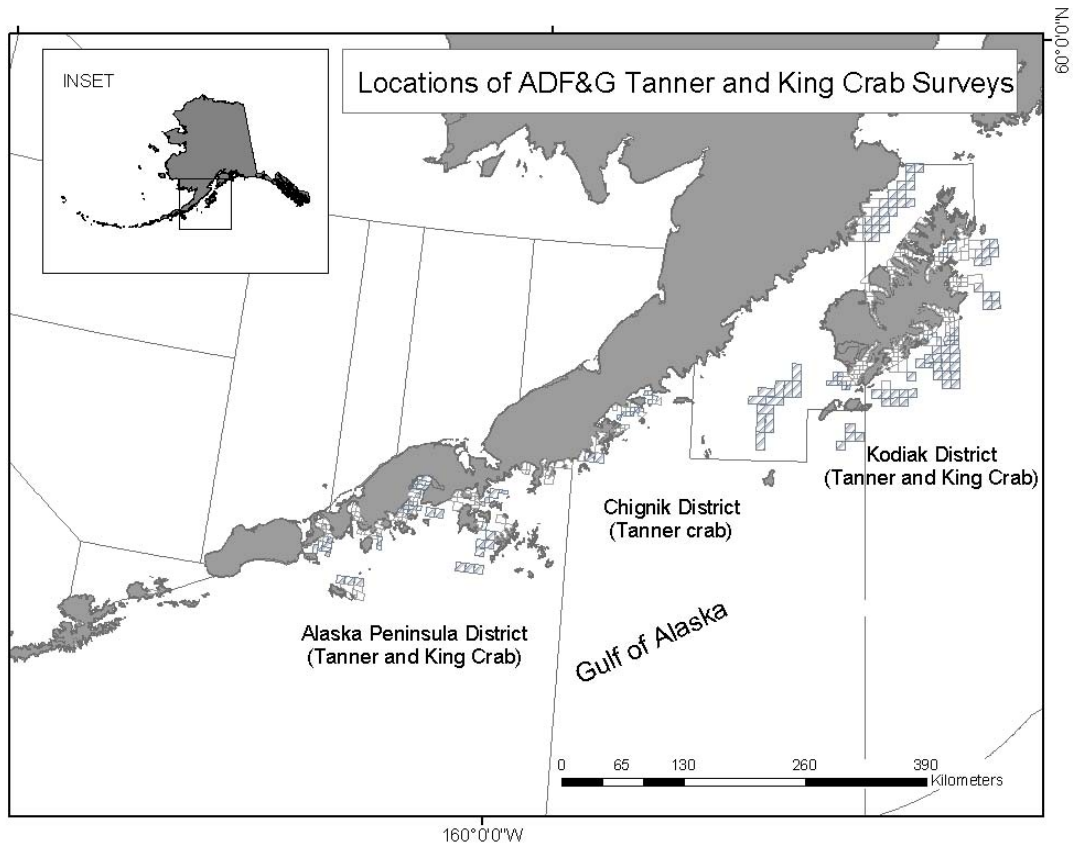 60°0'0"N
INSET
Locations of ADF&G Tanner and King Crab Surveys
Kodiak District
(Tanner and King Crab)
Chignik District
(Tanner crab)
Alaska Peninsula District
(Tanner and King Crab)
Gulf of Alaska
0 65 130 260 390
Kilometers
160°0'0"W